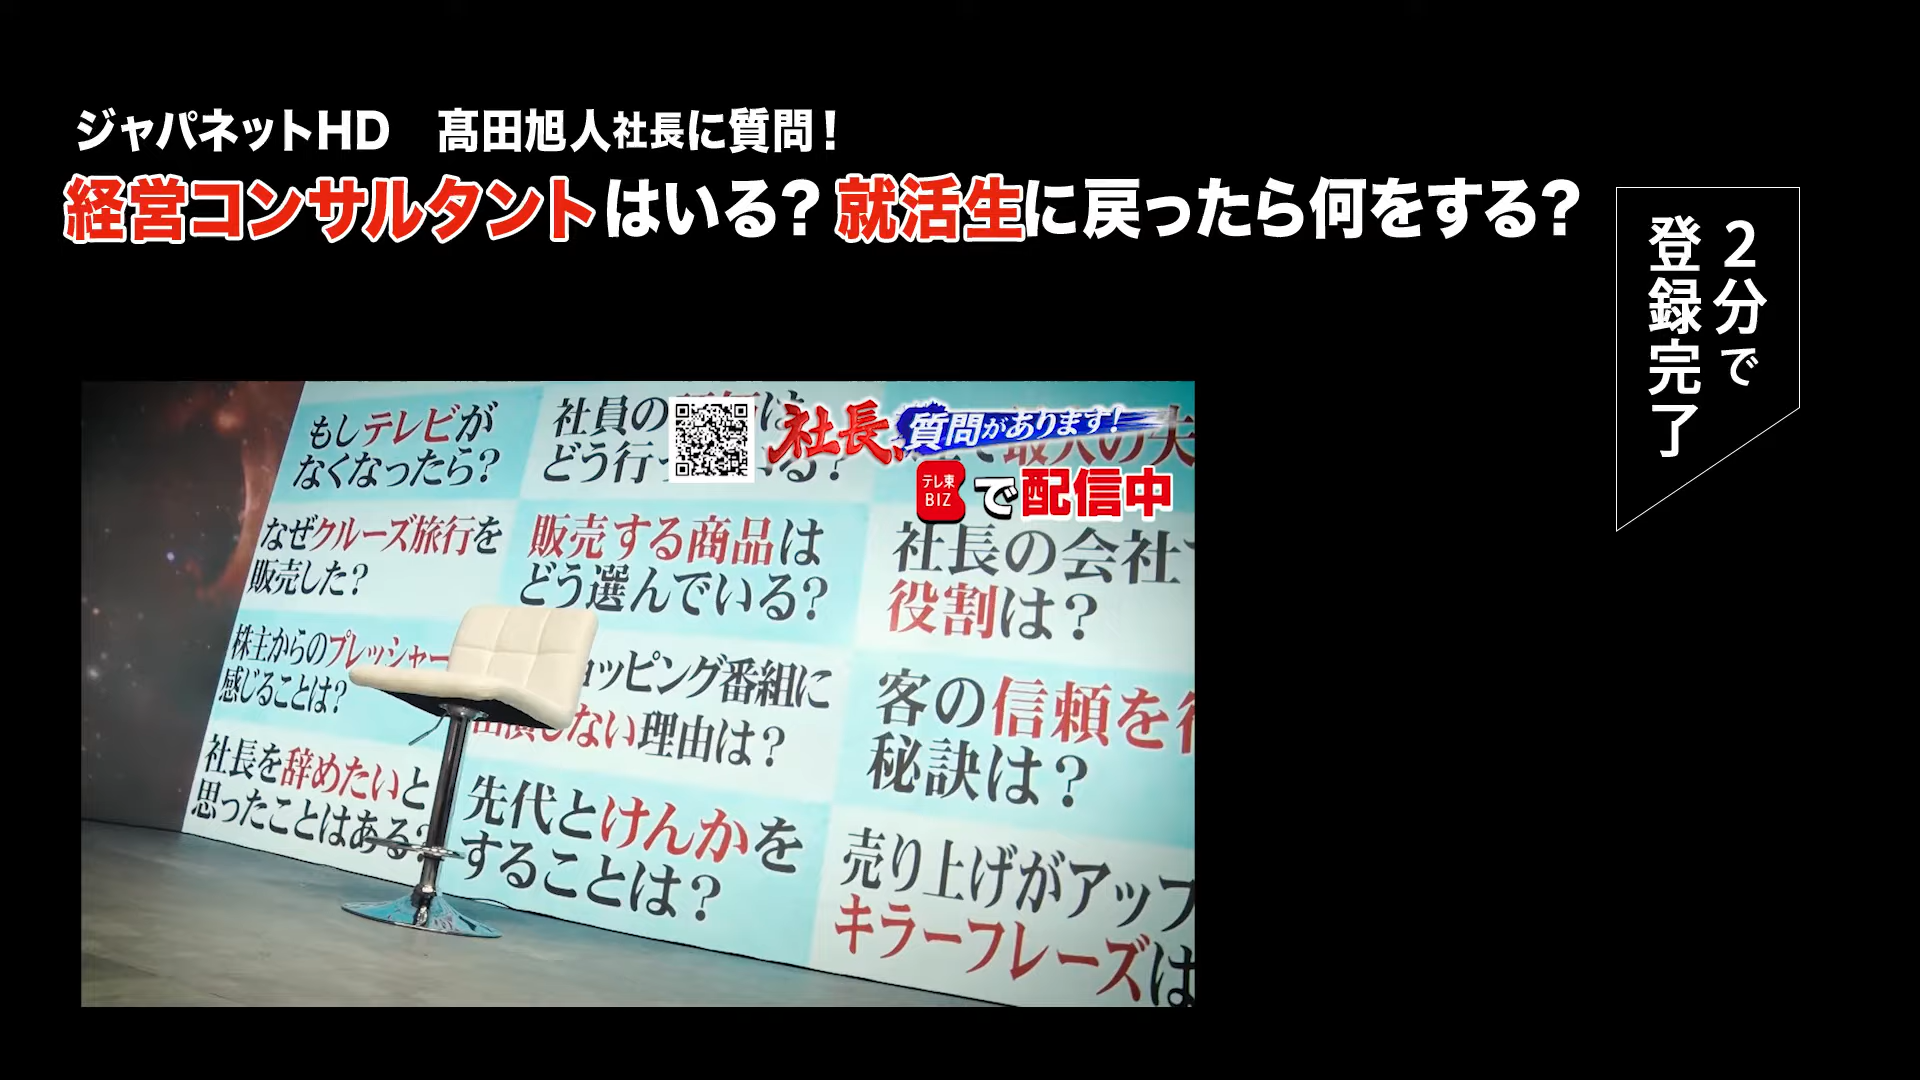 ジャパネットHD 髙田旭人社長に質問！
経営コンサルタントはいる？就活生に戻ったら何をする？
2分で
登録完了
社長、質問があります！
テレ東
BIZ
で配信中
もしテレビが
なくなったら？
社員の
どう行
なぜクルーズ旅行を
販売した？
販売する商品は
どう選んでいる？
社長の会社
役割は？
株主からのプレッシャー
感じることは？
ョッピング番組に
ない理由は？
客の信頼を
秘訣は？
社長を辞めたいと
思ったことはある？
先代とけんかを
することは？
売り上げがアップ
キラーフレーズは